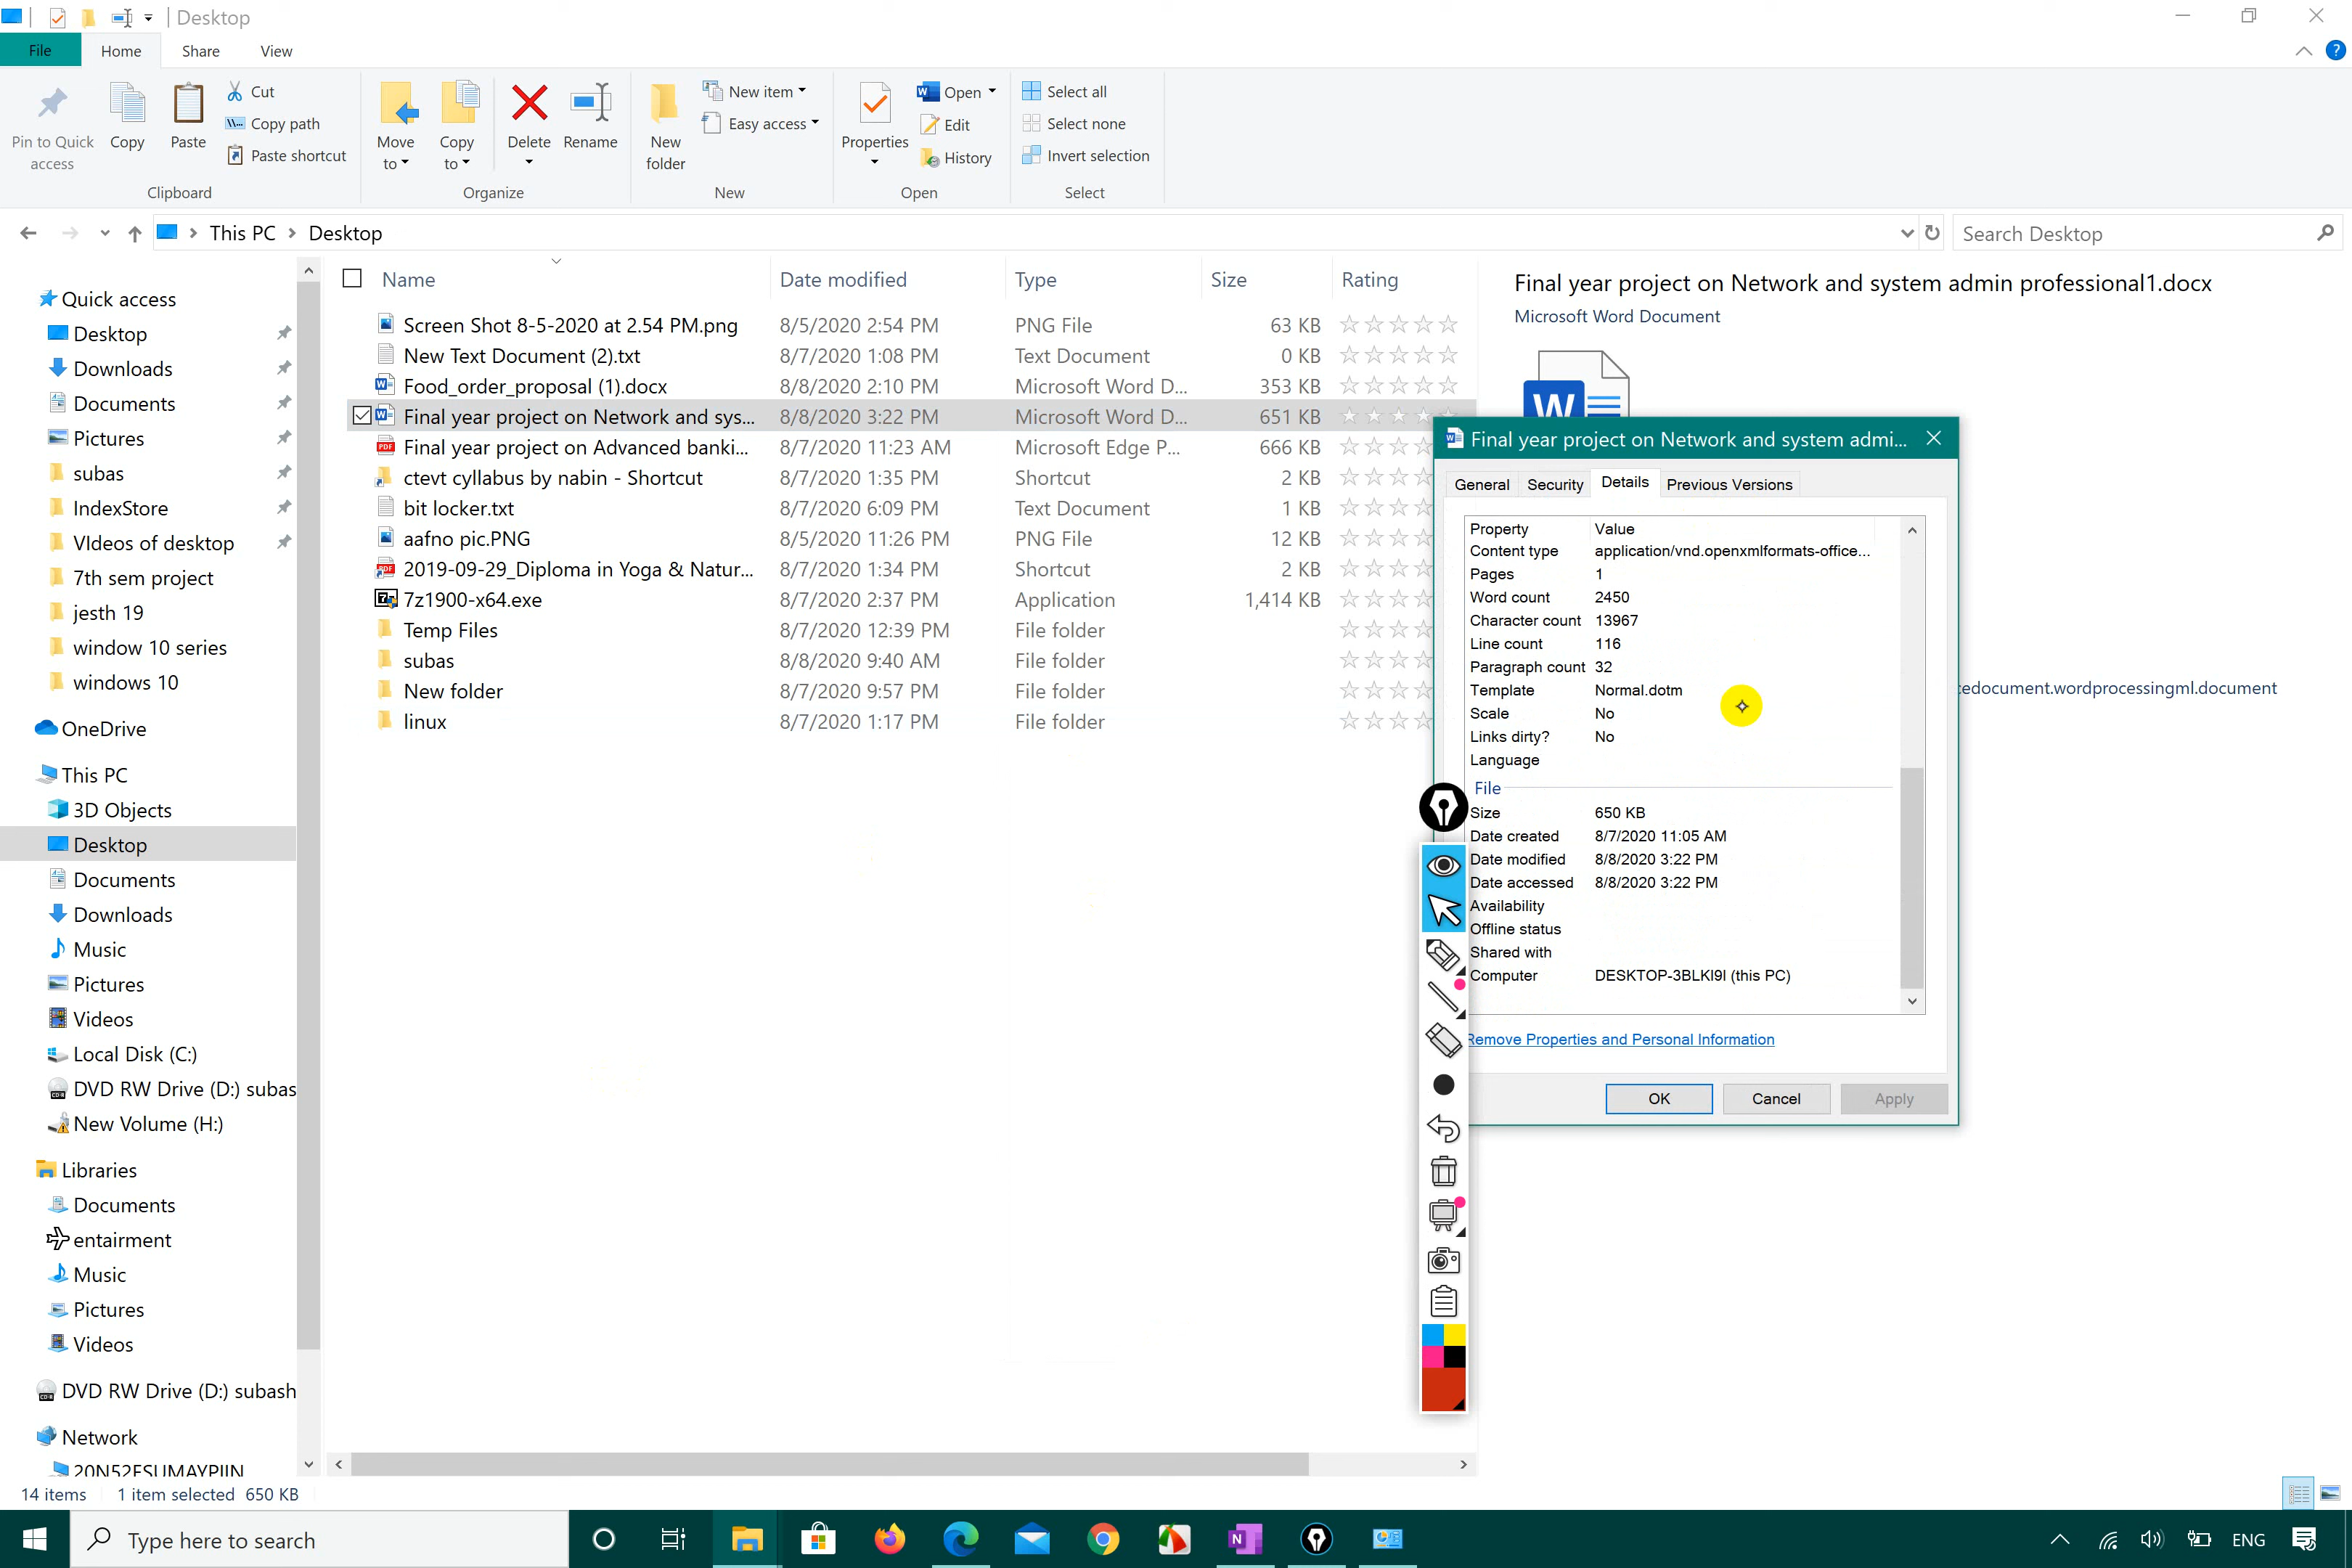 Desktop
File Home Share View
Pin to Quick access
Copy
Paste
Cut
Copy path
Paste shortcut
Clipboard
Move to
Copy to
Delete
Rename
Organize
New folder
New item
Easy access
New
Properties
Open
Edit
History
Open
Select all
Select none
Invert selection
Select
This PC > Desktop
Search Desktop
Quick access
Desktop
Downloads
Documents
Pictures
subas
IndexStore
VIdeos of desktop
7th sem project
jesth 19
window 10 series
windows 10
OneDrive
This PC
3D Objects
Desktop
Documents
Downloads
Music
Pictures
Videos
Local Disk (C:)
DVD RW Drive (D:) subas
New Volume (H:)
Libraries
Documents
entairment
Music
Pictures
Videos
DVD RW Drive (D:) subash
Network
Name Date modified Type Size Rating
Screen Shot 8-5-2020 at 2.54 PM.png 8/5/2020 2:54 PM PNG File 63 KB
New Text Document (2).txt 8/7/2020 1:08 PM Text Document 0 KB
Food_order_proposal (1).docx 8/8/2020 2:10 PM Microsoft Word D... 353 KB
Final year project on Network and sys... 8/8/2020 3:22 PM Microsoft Word D... 651 KB
Final year project on Advanced banki... 8/7/2020 11:23 AM Microsoft Edge P... 666 KB
ctevt cyllabus by nabin - Shortcut 8/7/2020 1:35 PM Shortcut 2 KB
bit locker.txt 8/7/2020 6:09 PM Text Document 1 KB
aafno pic.PNG 8/5/2020 11:26 PM PNG File 12 KB
2019-09-29_Diploma in Yoga & Natur... 8/7/2020 1:34 PM Shortcut 2 KB
7z1900-x64.exe 8/7/2020 2:37 PM Application 1,414 KB
Temp Files 8/7/2020 12:39 PM File folder
subas 8/8/2020 9:40 AM File folder
New folder 8/7/2020 9:57 PM File folder
linux 8/7/2020 1:17 PM File folder
Final year project on Network and system admin professional1.docx
Microsoft Word Document
cedocument.wordprocessingml.document
Final year project on Network and system admi...
General Security Details Previous Versions
Property Value
Content type application/vnd.openxmlformats-office...
Pages 1
Word count 2450
Character count 13967
Line count 116
Paragraph count 32
Template Normal.dotm
Scale No
Links dirty? No
Language
File
Size 650 KB
Date created 8/7/2020 11:05 AM
Date modified 8/8/2020 3:22 PM
Date accessed 8/8/2020 3:22 PM
Availability
Offline status
Shared with
Computer DESKTOP-3BLKI9I (this PC)
Remove Properties and Personal Information
OK Cancel Apply
14 items 1 item selected 650 KB
Type here to search
ENG